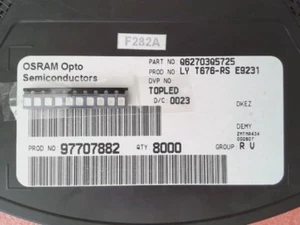 F282A
OSRAM Opto
Semiconductors
PART NO Q62703Q5725
PROD NO LY T676-RS E9231
DVP NO
TOPLED
D/C 0023
DKEZ
DEMY
PROD NO 97707882 QTY 8000
GROUP R V